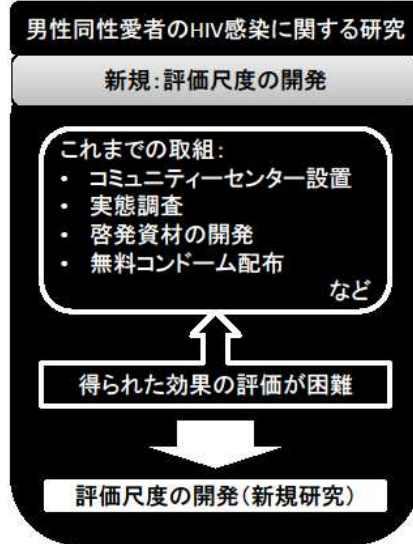 男性同性愛者のHIV感染に関する研究
新規:評価尺度の開発
これまでの取組:
• コミュニティーセンター設置
• 実態調査
• 啓発資材の開発
• 無料コンドーム配布
など
得られた効果の評価が困難
評価尺度の開発(新規研究)